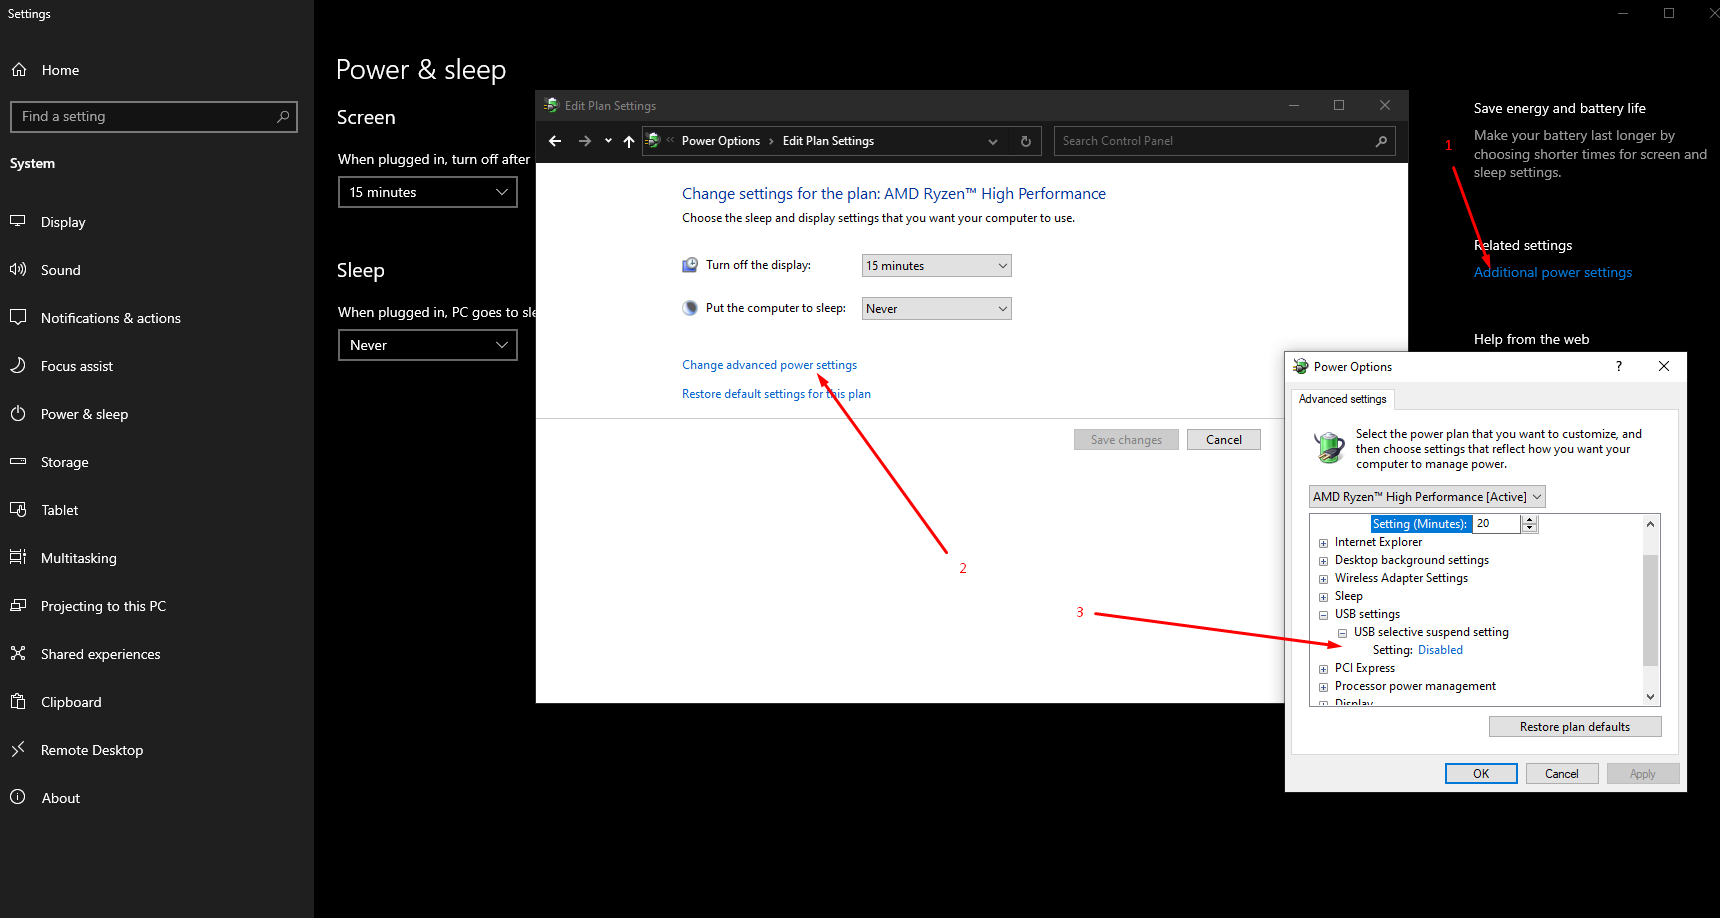 Settings
Home
Find a setting
System
Display
Sound
Notifications & actions
Focus assist
Power & sleep
Storage
Tablet
Multitasking
Projecting to this PC
Shared experiences
Clipboard
Remote Desktop
About
Power & sleep
Screen
When plugged in, turn off after
15 minutes
Sleep
When plugged in, PC goes to sle
Never
Edit Plan Settings
Power Options › Edit Plan Settings
Search Control Panel
Change settings for the plan: AMD Ryzen™ High Performance
Choose the sleep and display settings that you want your computer to use.
Turn off the display: 15 minutes
Put the computer to sleep: Never
Change advanced power settings
Restore default settings for this plan
Save changes Cancel
2
3
1
Save energy and battery life
Make your battery last longer by
choosing shorter times for screen and
sleep settings.
Related settings
Additional power settings
Help from the web
Power Options ?
Advanced settings
Select the power plan that you want to customize, and
then choose settings that reflect how you want your
computer to manage power.
AMD Ryzen™ High Performance [Active]
Setting (Minutes): 20
Internet Explorer
Desktop background settings
Wireless Adapter Settings
Sleep
USB settings
USB selective suspend setting
Setting: Disabled
PCI Express
Processor power management
Display
Restore plan defaults
OK Cancel Apply